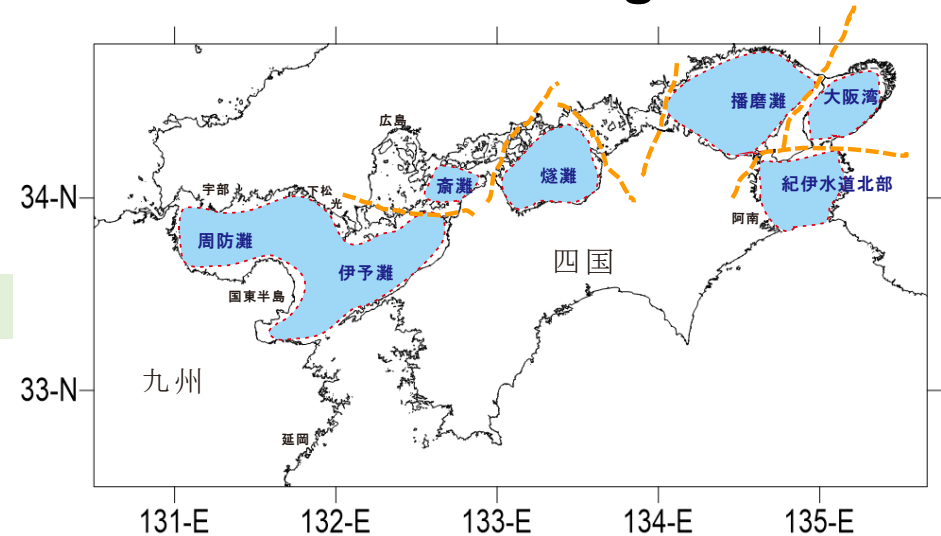 広島
播磨灘
大阪湾
34-N
宇部
下松
光
斎灘
燧灘
紀伊水道北部
阿南
周防灘
伊予灘
四国
国東半島
33-N
九州
延岡
131-E
132-E
133-E
134-E
135-E